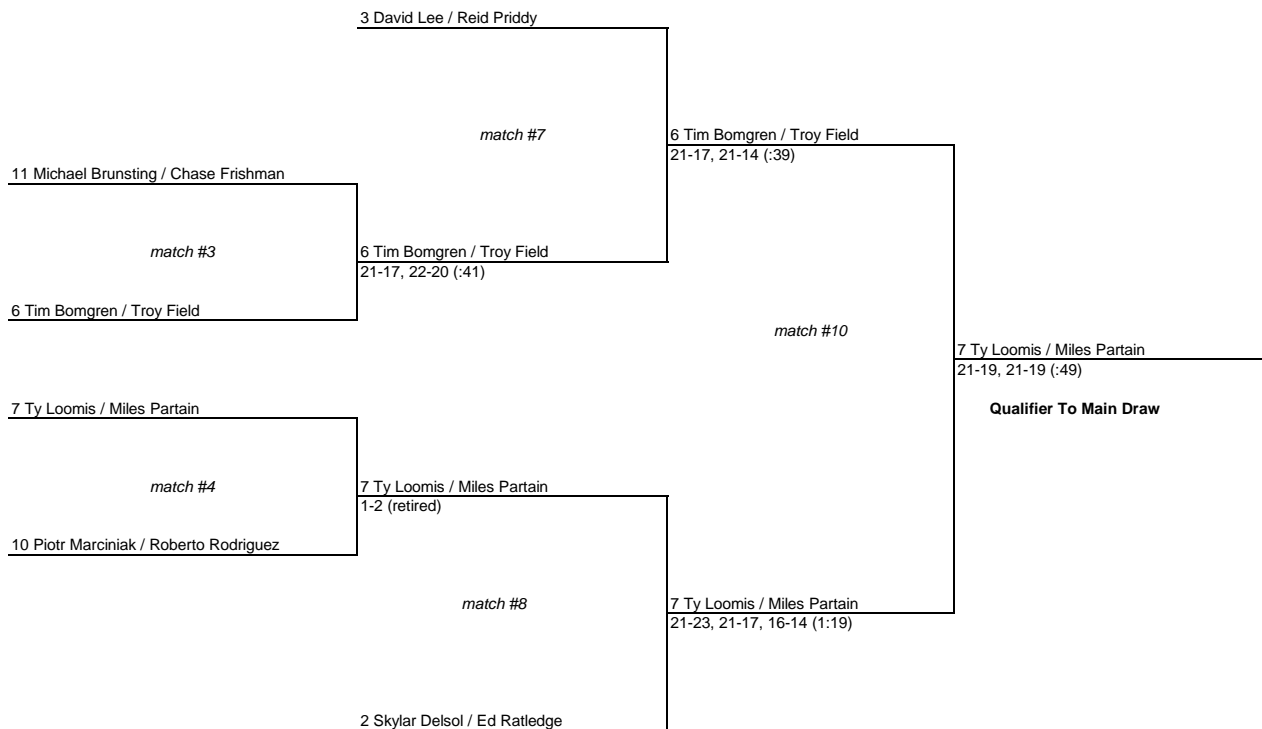 3 David Lee / Reid Priddy
match #7
6 Tim Bomgren / Troy Field
21-17, 21-14 (:39)
11 Michael Brunsting / Chase Frishman
match #3
6 Tim Bomgren / Troy Field
21-17, 22-20 (:41)
6 Tim Bomgren / Troy Field
match #10
7 Ty Loomis / Miles Partain
21-19, 21-19 (:49)
Qualifier To Main Draw
7 Ty Loomis / Miles Partain
match #4
7 Ty Loomis / Miles Partain
1-2 (retired)
10 Piotr Marciniak / Roberto Rodriguez
match #8
7 Ty Loomis / Miles Partain
21-23, 21-17, 16-14 (1:19)
2 Skylar Delsol / Ed Ratledge